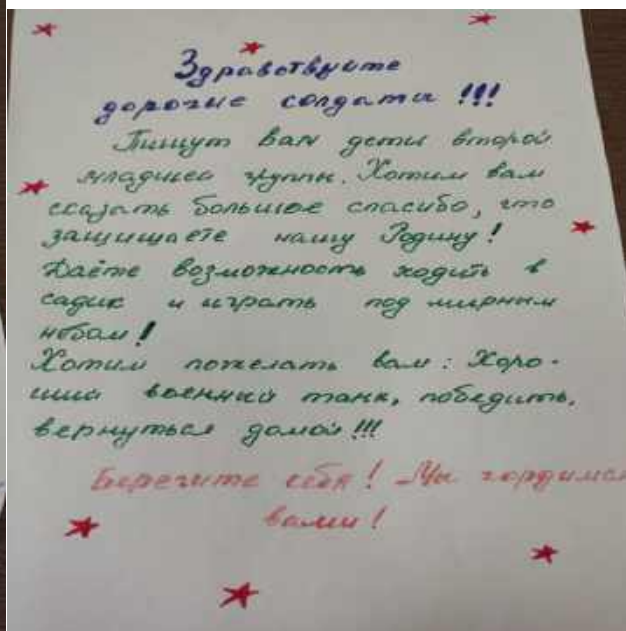 Здравствуйте
дорогие солдаты !!!
Пишут вам дети второй
младшей группы. Хотим вам
сказать большое спасибо, что
защищаете нашу Родину!
Даёте возможность ходить в
садик и играть под мирным
небом!
Хотим пожелать вам: Хоро-
ший военный танк, победить,
вернуться домой!!!
Берегите себя! Мы гордимся
вами!